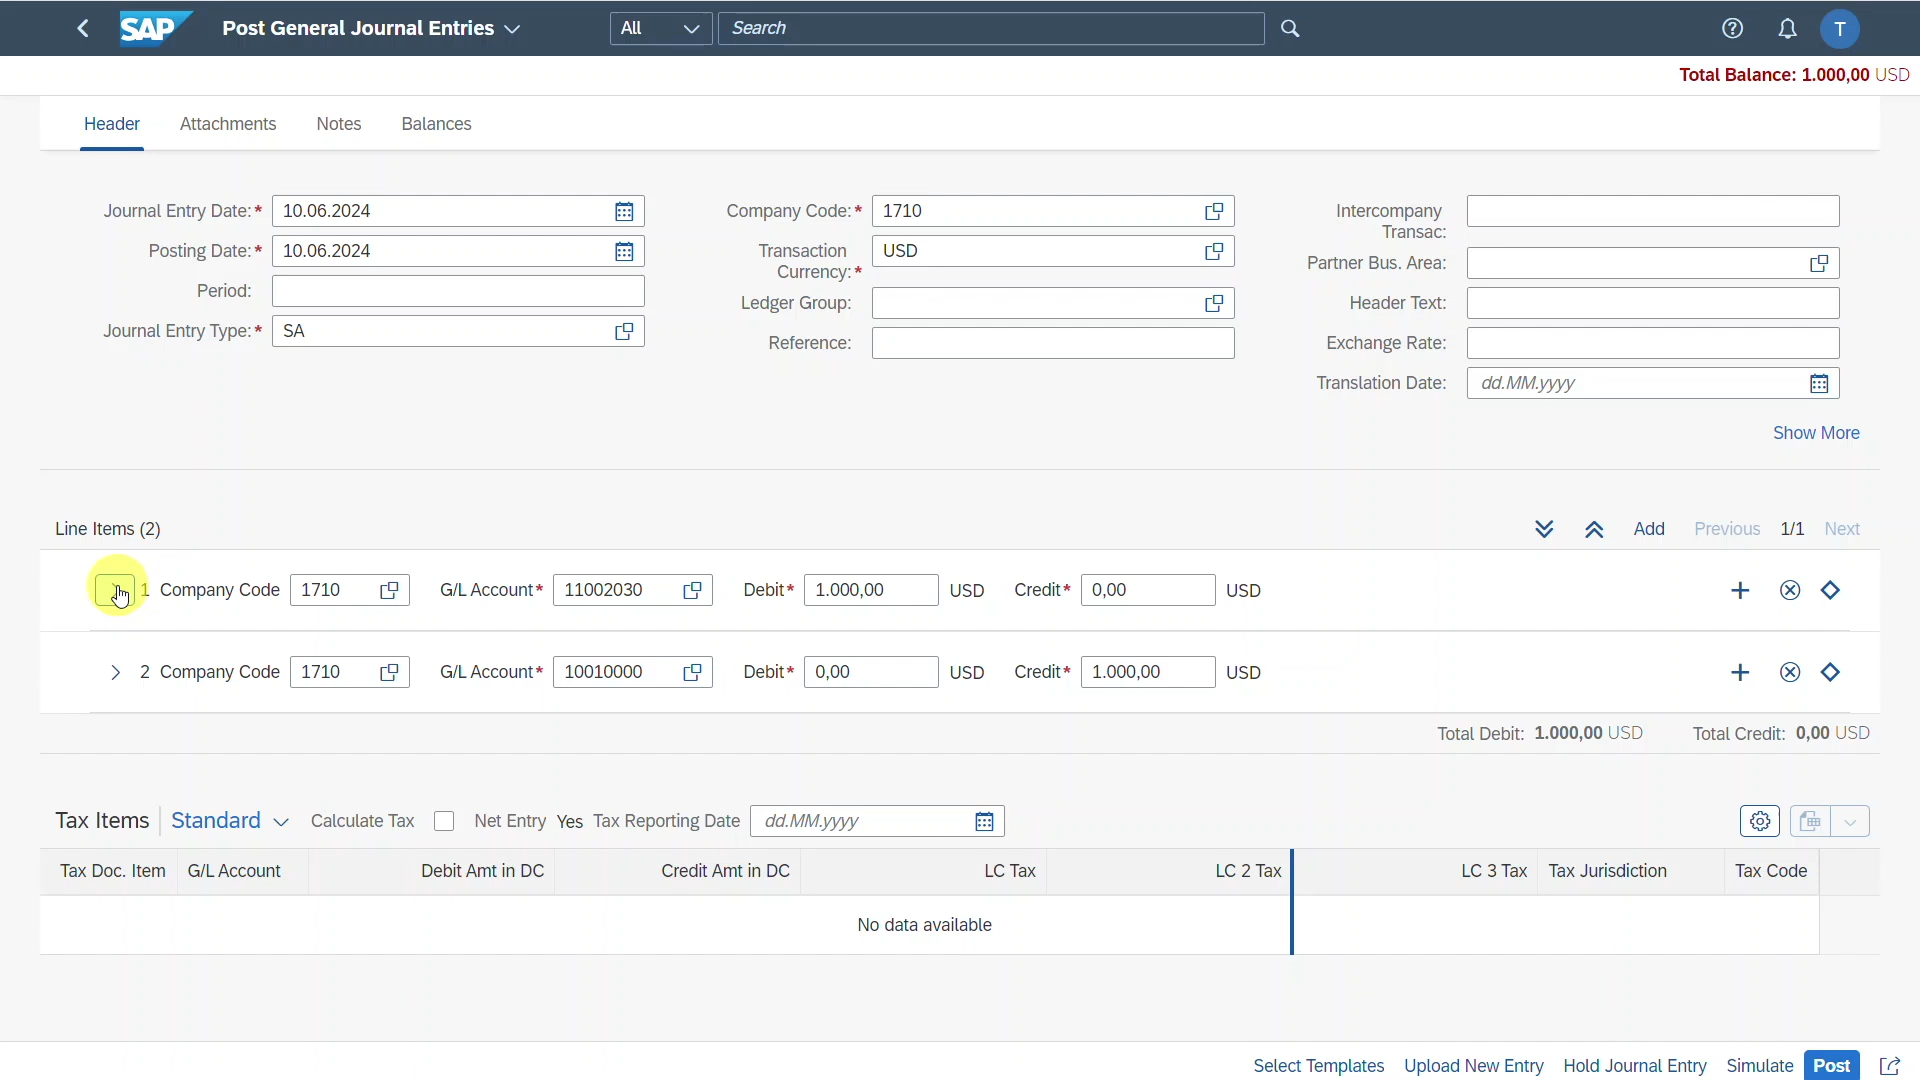 SAP Post General Journal Entries All Search T
Total Balance: 1.000,00 USD
Header Attachments Notes Balances
Journal Entry Date:* 10.06.2024 Company Code:* 1710 Intercompany Transac:
Posting Date:* 10.06.2024 Transaction Currency:* USD Partner Bus. Area:
Period: Ledger Group: Header Text:
Journal Entry Type:* SA Reference: Exchange Rate:
Translation Date: dd.MM.yyyy
Show More
Line Items (2) Add Previous 1/1 Next
1 Company Code 1710 G/L Account* 11002030 Debit* 1.000,00 USD Credit* 0,00 USD
2 Company Code 1710 G/L Account* 10010000 Debit* 0,00 USD Credit* 1.000,00 USD
Total Debit: 1.000,00 USD Total Credit: 0,00 USD
Tax Items Standard Calculate Tax Net Entry Yes Tax Reporting Date dd.MM.yyyy
Tax Doc. Item G/L Account Debit Amt in DC Credit Amt in DC LC Tax LC 2 Tax LC 3 Tax Tax Jurisdiction Tax Code
No data available
Select Templates Upload New Entry Hold Journal Entry Simulate Post